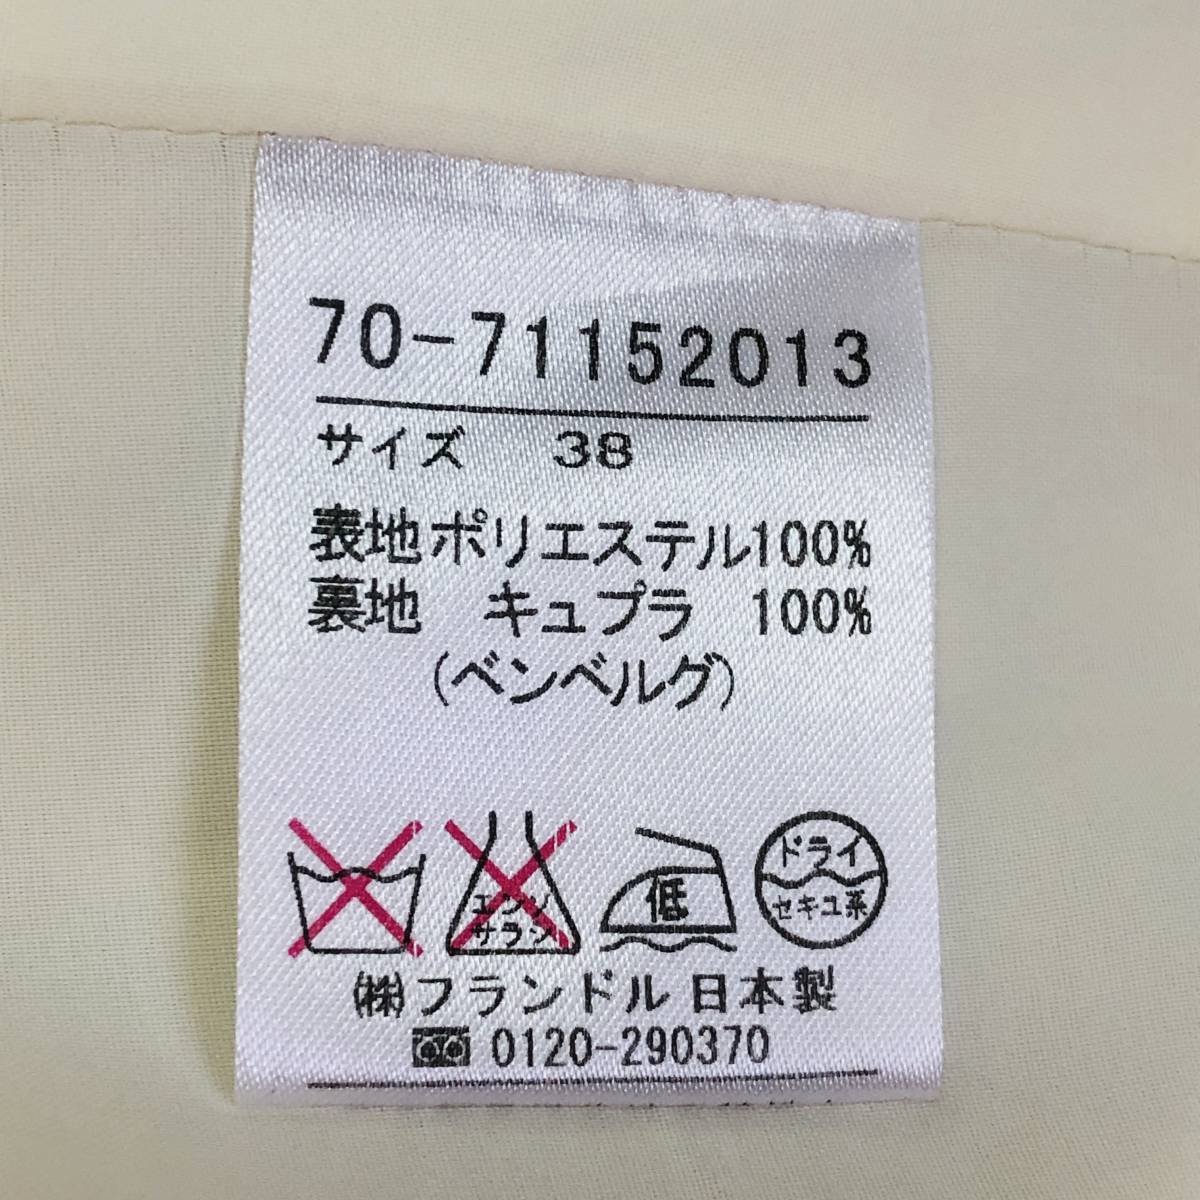 70-71152013
サイズ 38
表地ポリエステル100%
裏地 キュプラ 100%
(ベンベルグ)
エンソ
サラシ
低
ドライ
セキユ系
㈱フランドル 日本製
0120-290370